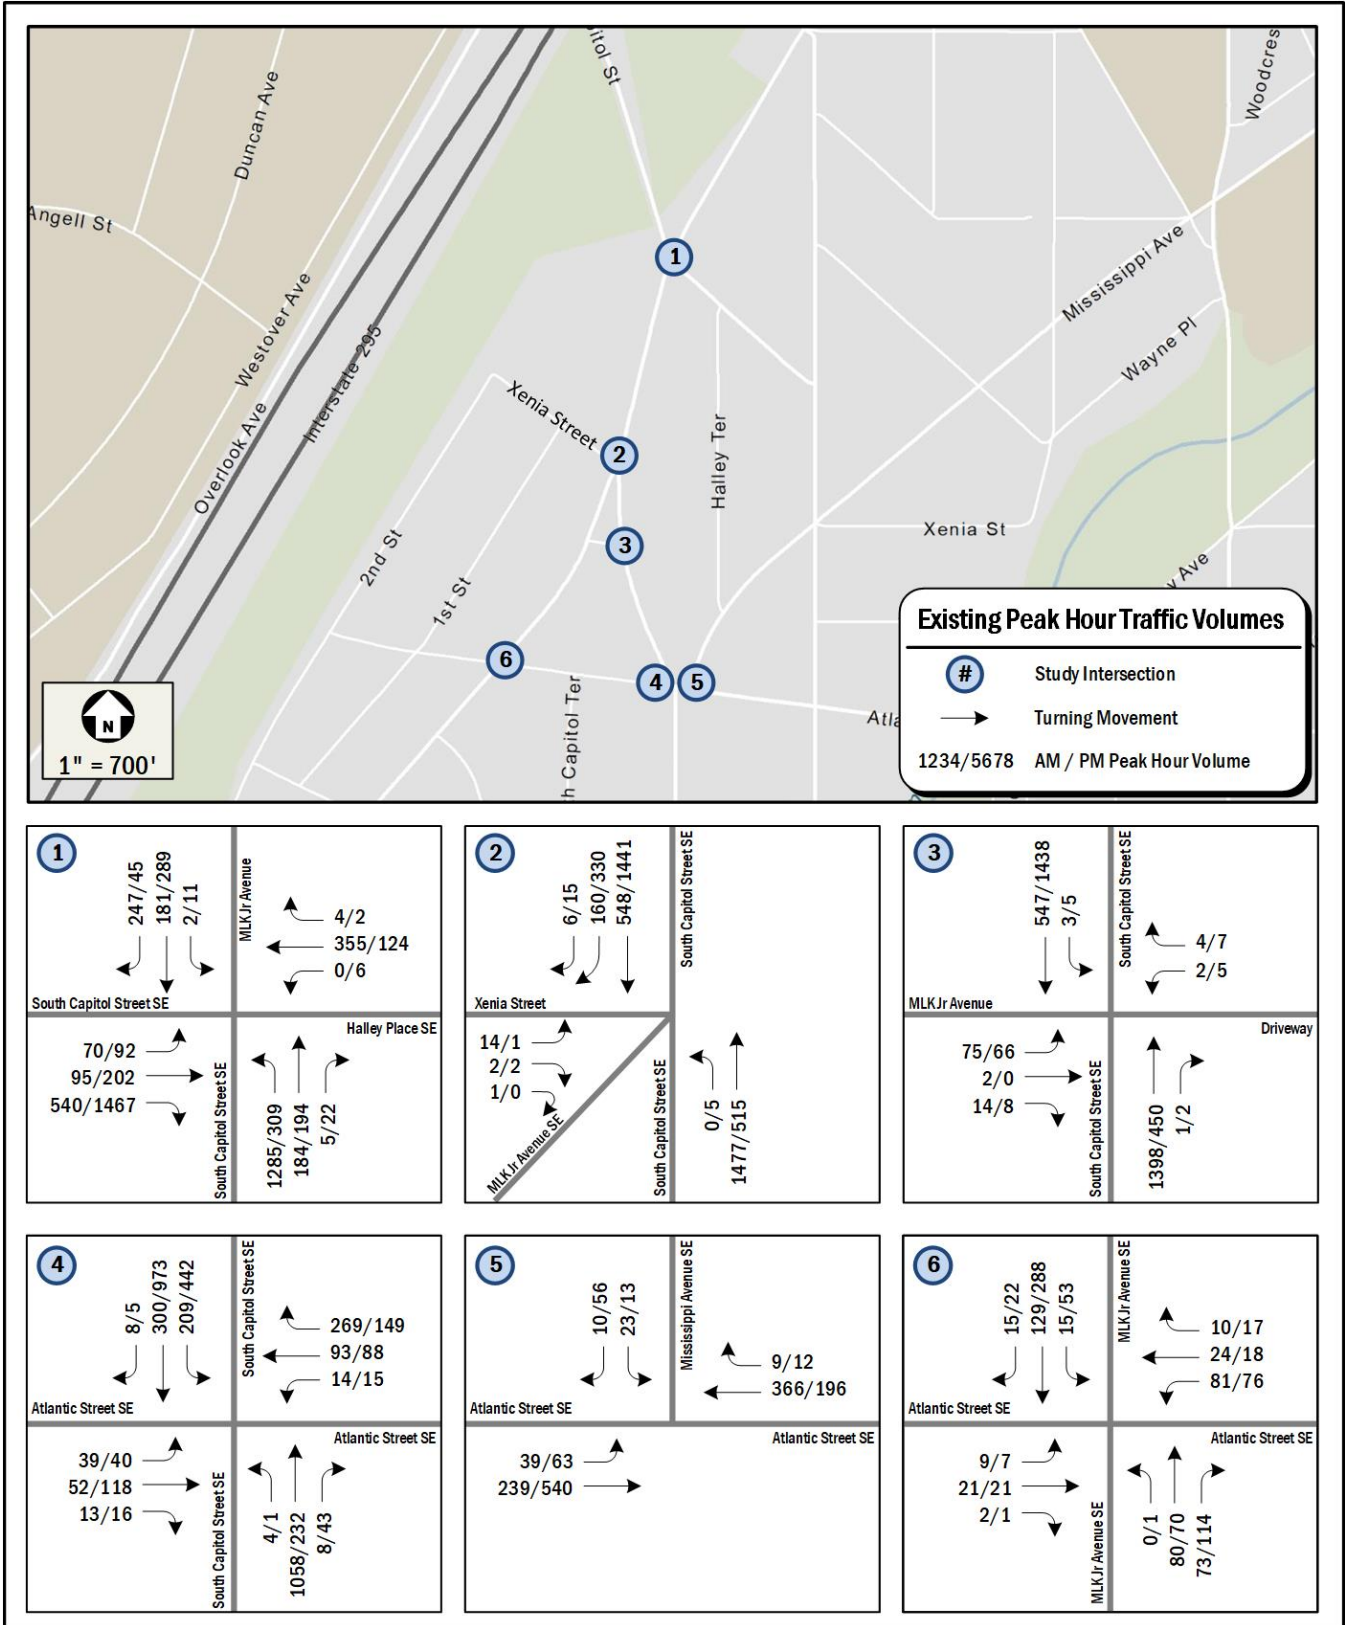 itol St
Woodcres
Duncan Ave
Angell St
1
Mississippi Ave
Westover Ave
Wayne Pl
Interstate 295
Xenia Street
Overlook Ave
2
Halley Ter
Xenia St
3
2nd St
1st St
y Ave
6
4
5
h Capitol Ter
Atla
N
1" = 700'
Existing Peak Hour Traffic Volumes
# Study Intersection
Turning Movement
1234/5678 AM / PM Peak Hour Volume
1
247/45
181/289
2/11
MLK Jr Avenue
4/2
355/124
0/6
South Capitol Street SE
Halley Place SE
70/92
95/202
540/1467
South Capitol Street SE
1285/309
184/194
5/22
2
6/15
160/330
548/1441
South Capitol Street SE
Xenia Street
14/1
2/2
1/0
MLK Jr Avenue SE
South Capitol Street SE
0/5
1477/515
3
547/1438
3/5
South Capitol Street SE
4/7
2/5
MLK Jr Avenue
Driveway
75/66
2/0
14/8
South Capitol Street SE
1398/450
1/2
4
8/5
300/973
209/442
South Capitol Street SE
269/149
93/88
14/15
Atlantic Street SE
Atlantic Street SE
39/40
52/118
13/16
South Capitol Street SE
4/1
1058/232
8/43
5
10/56
23/13
Mississippi Avenue SE
9/12
366/196
Atlantic Street SE
Atlantic Street SE
39/63
239/540
6
15/22
129/288
15/53
MLK Jr Avenue SE
10/17
24/18
81/76
Atlantic Street SE
Atlantic Street SE
9/7
21/21
2/1
MLK Jr Avenue SE
0/1
80/70
73/114